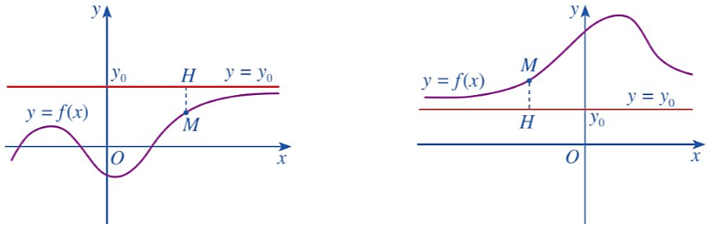 y
y₀
H
y = y₀
y = f(x)
M
O
x
y
M
y = f(x)
y = y₀
H
y₀
O
x